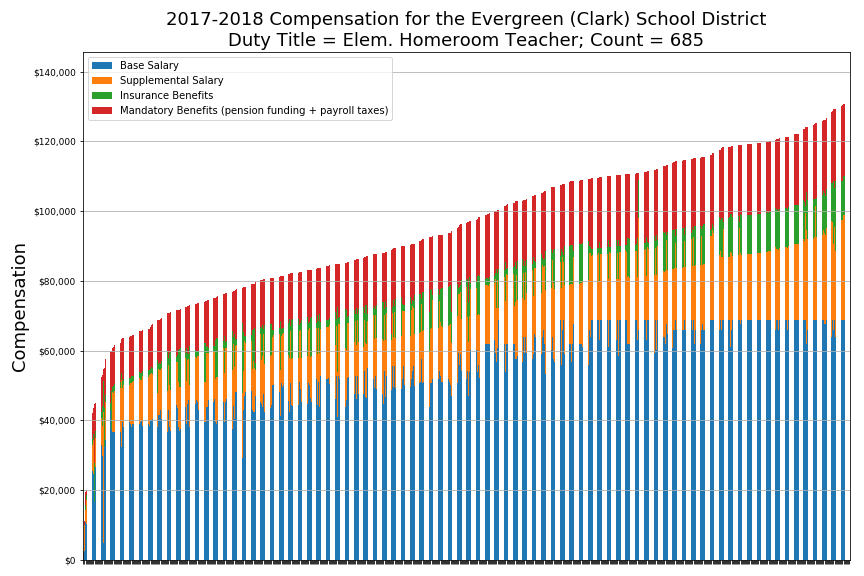 2017-2018 Compensation for the Evergreen (Clark) School District
Duty Title = Elem. Homeroom Teacher; Count = 685
Base Salary
Supplemental Salary
Insurance Benefits
Mandatory Benefits (pension funding + payroll taxes)
Compensation
$140,000
$120,000
$100,000
$80,000
$60,000
$40,000
$20,000
$0